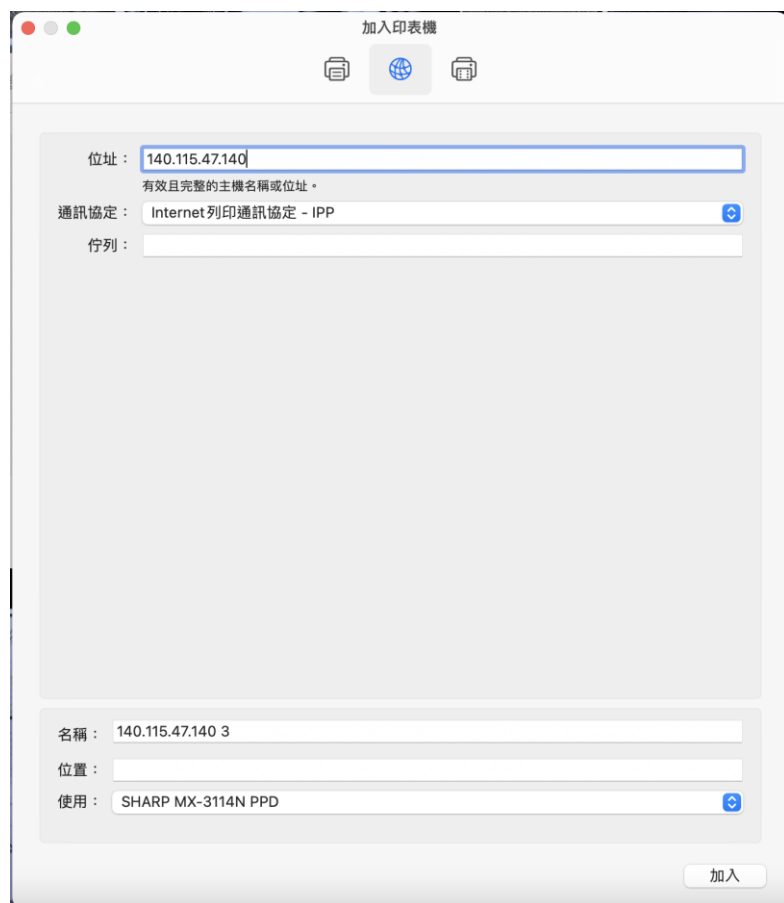 加入印表機
位址：140.115.47.140
有效且完整的主機名稱或位址。
通訊協定：Internet列印通訊協定 - IPP
佇列：
名稱：140.115.47.140 3
位置：
使用：SHARP MX-3114N PPD
加入